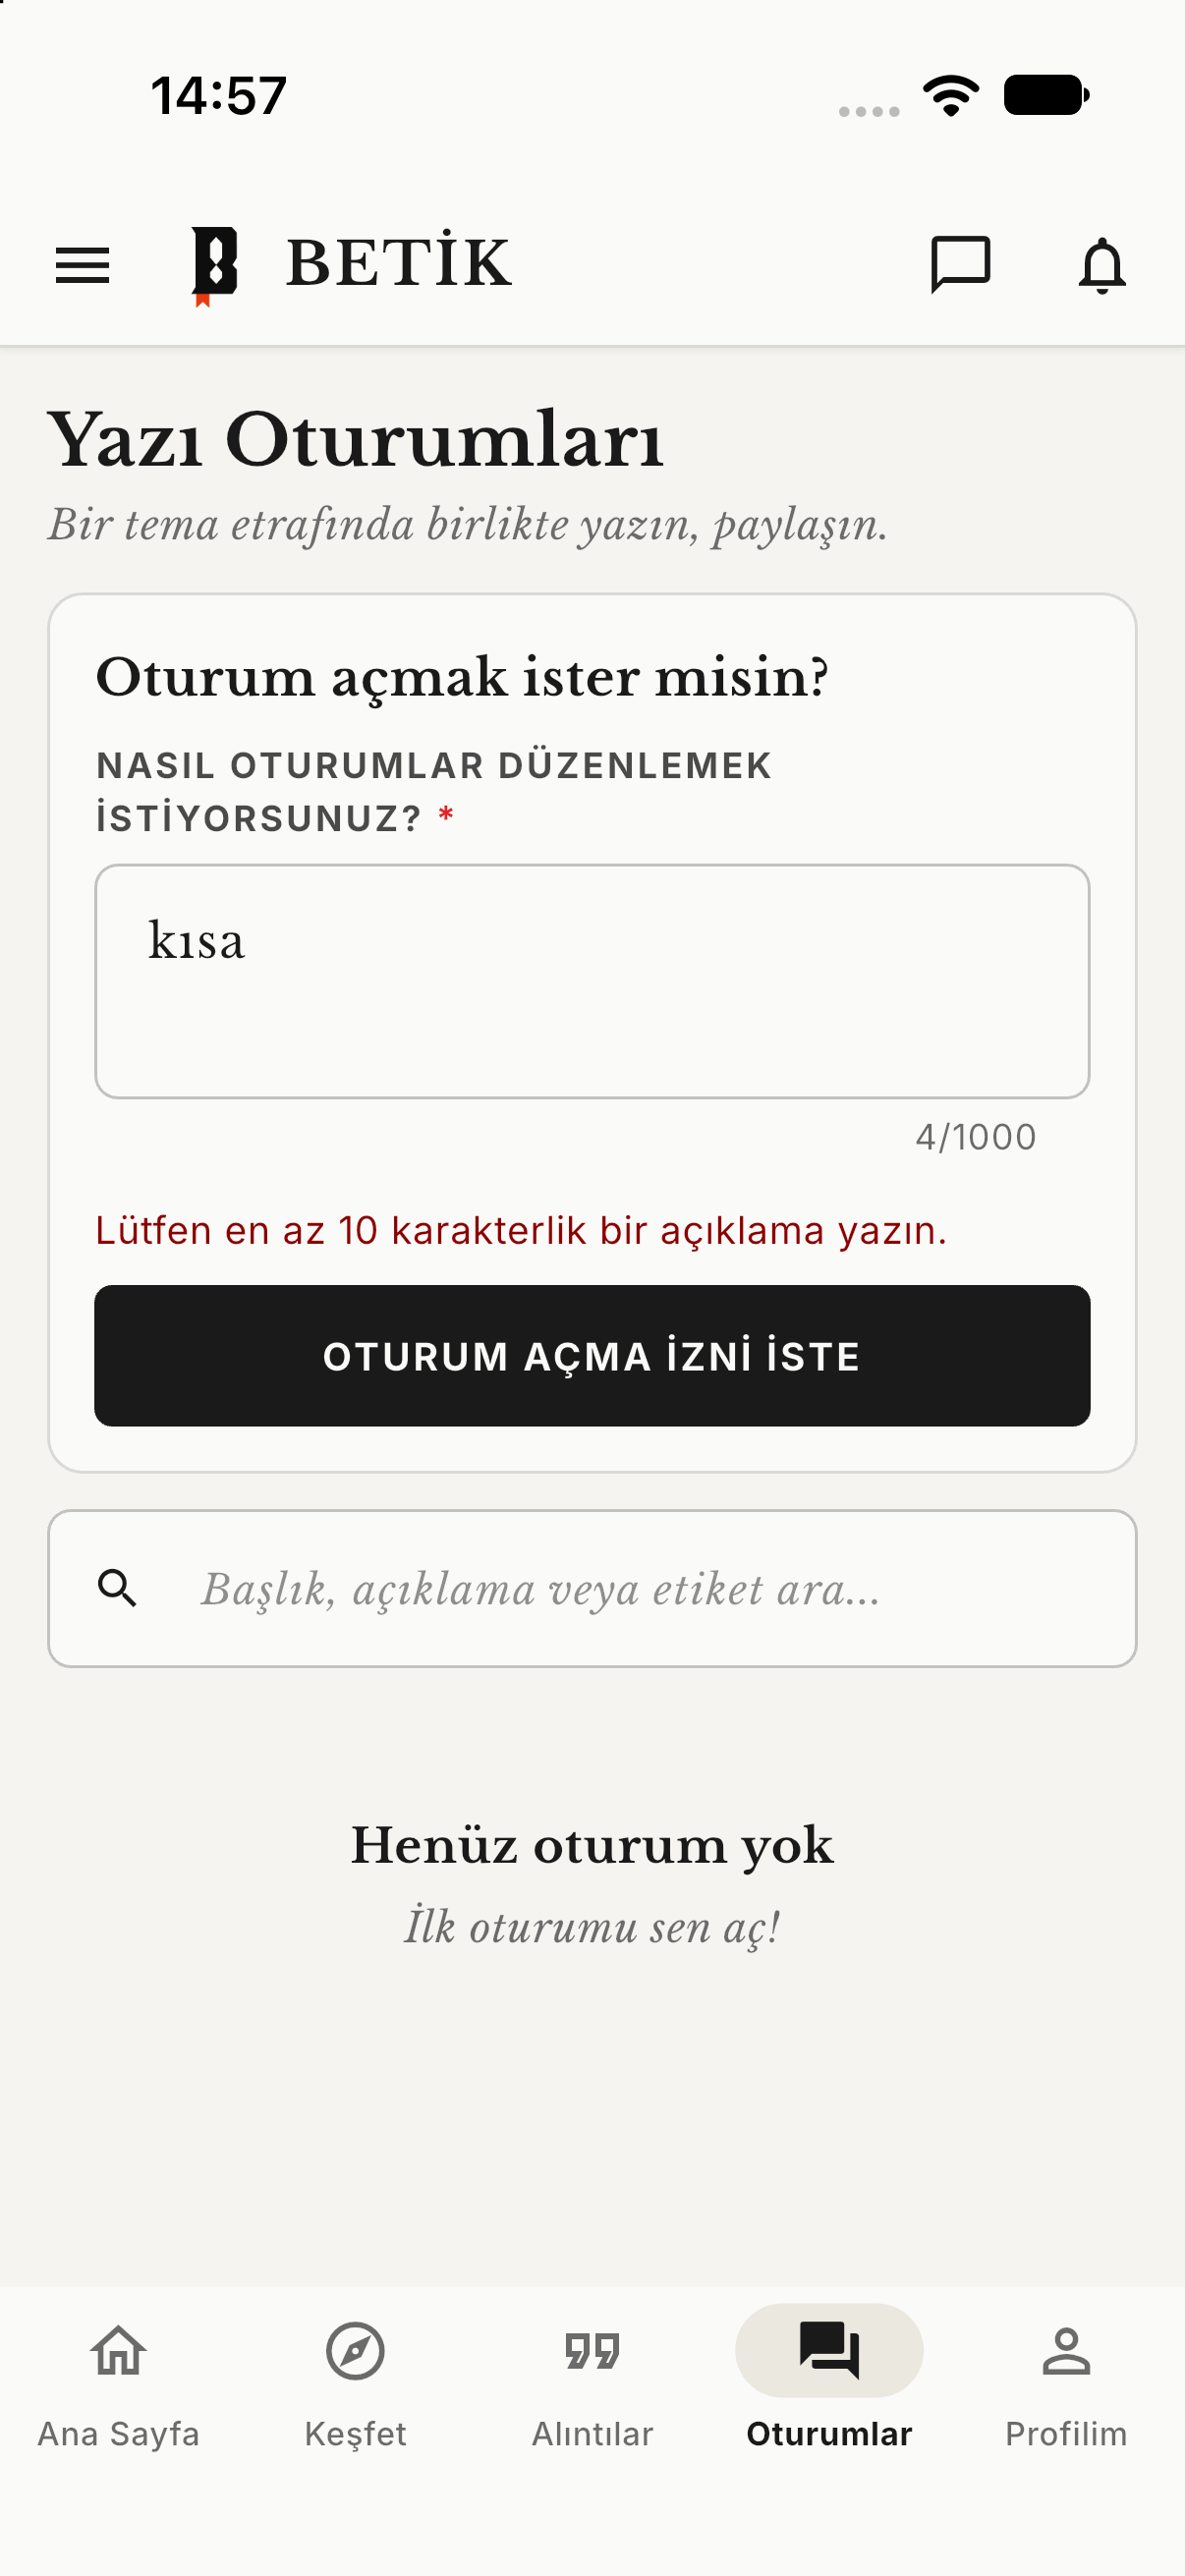 14:57
BETİK
Yazı Oturumları
Bir tema etrafında birlikte yazın, paylaşın.
Oturum açmak ister misin?
NASIL OTURUMLAR DÜZENLEMEK
İSTİYORSUNUZ? *
kısa
4/1000
Lütfen en az 10 karakterlik bir açıklama yazın.
OTURUM AÇMA İZNİ İSTE
Başlık, açıklama veya etiket ara...
Henüz oturum yok
İlk oturumu sen aç!
Ana Sayfa Keşfet Alıntılar Oturumlar Profilim